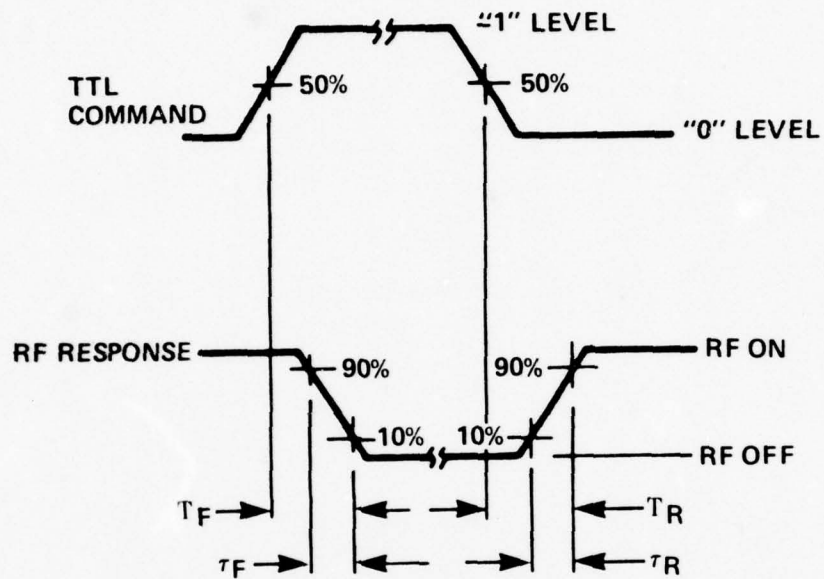 "1" LEVEL
TTL
COMMAND
50%
50%
"0" LEVEL
RF RESPONSE
90%
90%
RF ON
10%
10%
RF OFF
TF
TR
τF
τR